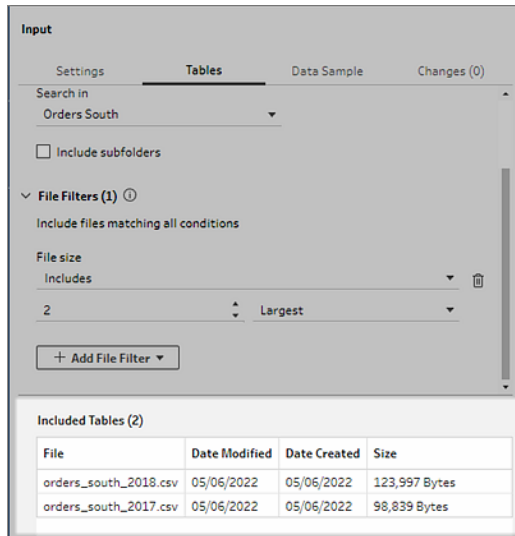 Input
Settings Tables Data Sample Changes (0)
Search in
Orders South
Include subfolders
File Filters (1)
Include files matching all conditions
File size
Includes
2 Largest
+ Add File Filter
Included Tables (2)
File Date Modified Date Created Size
orders_south_2018.csv 05/06/2022 05/06/2022 123,997 Bytes
orders_south_2017.csv 05/06/2022 05/06/2022 98,839 Bytes